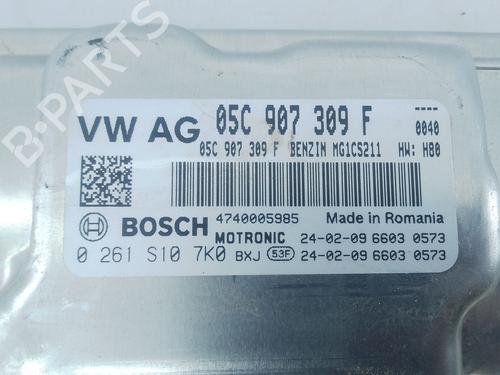 VW AG 05C 907 309 F
----
0040
05C 907 309 F BENZIN MG1CS211 HW: H80
BOSCH 4740005985 Made in Romania
MOTRONIC 24-02-09 6603 0573
0 261 S10 7K0 BXJ 53F 24-02-09 6603 0573